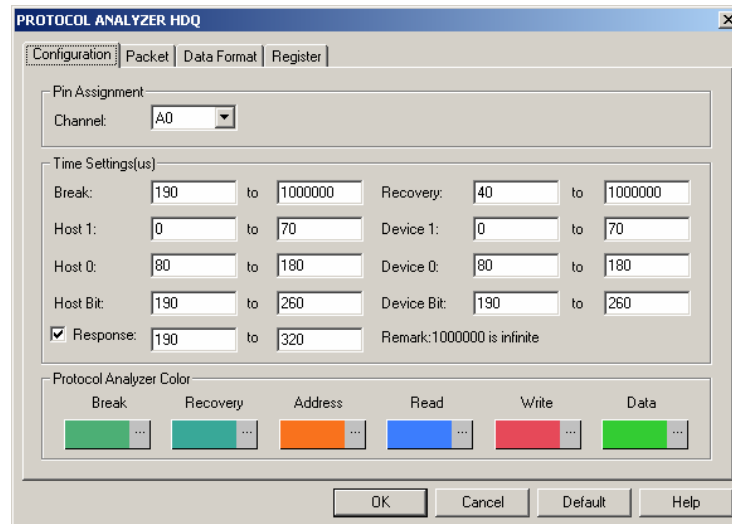 PROTOCOL ANALYZER HDQ
Configuration Packet Data Format Register
Pin Assignment
Channel: A0
Time Settings(us)
Break: 190 to 1000000 Recovery: 40 to 1000000
Host 1: 0 to 70 Device 1: 0 to 70
Host 0: 80 to 180 Device 0: 80 to 180
Host Bit: 190 to 260 Device Bit: 190 to 260
Response: 190 to 320 Remark:1000000 is infinite
Protocol Analyzer Color
Break Recovery Address Read Write Data
... ... ... ... ... ...
OK Cancel Default Help